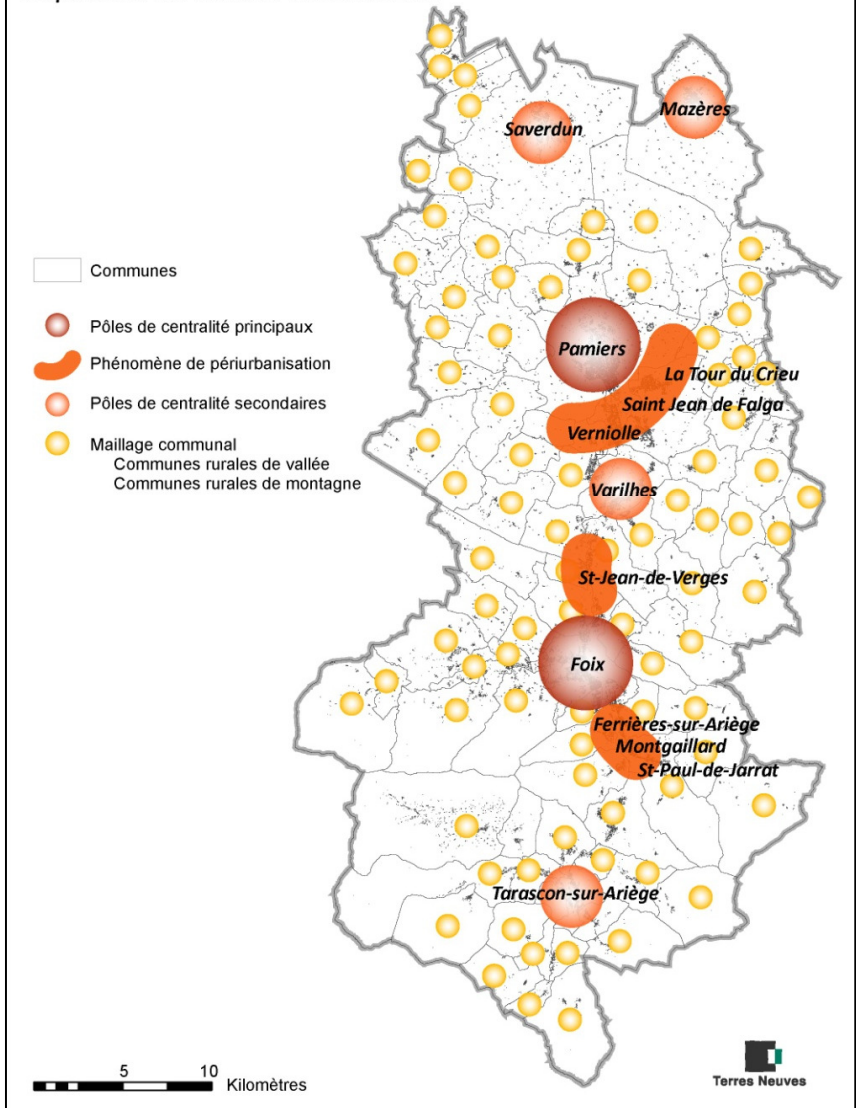 Saverdun
Mazères
Communes
Pôles de centralité principaux
Phénomène de périurbanisation
Pôles de centralité secondaires
Maillage communal
Communes rurales de vallée
Communes rurales de montagne
Pamiers
La Tour du Crieu
Saint Jean de Falga
Verniolle
Varilhes
St-Jean-de-Verges
Foix
Ferrières-sur-Ariège
Montgaillard
St-Paul-de-Jarrat
Tarascon-sur-Ariège
5 10
Kilomètres
Terres Neuves